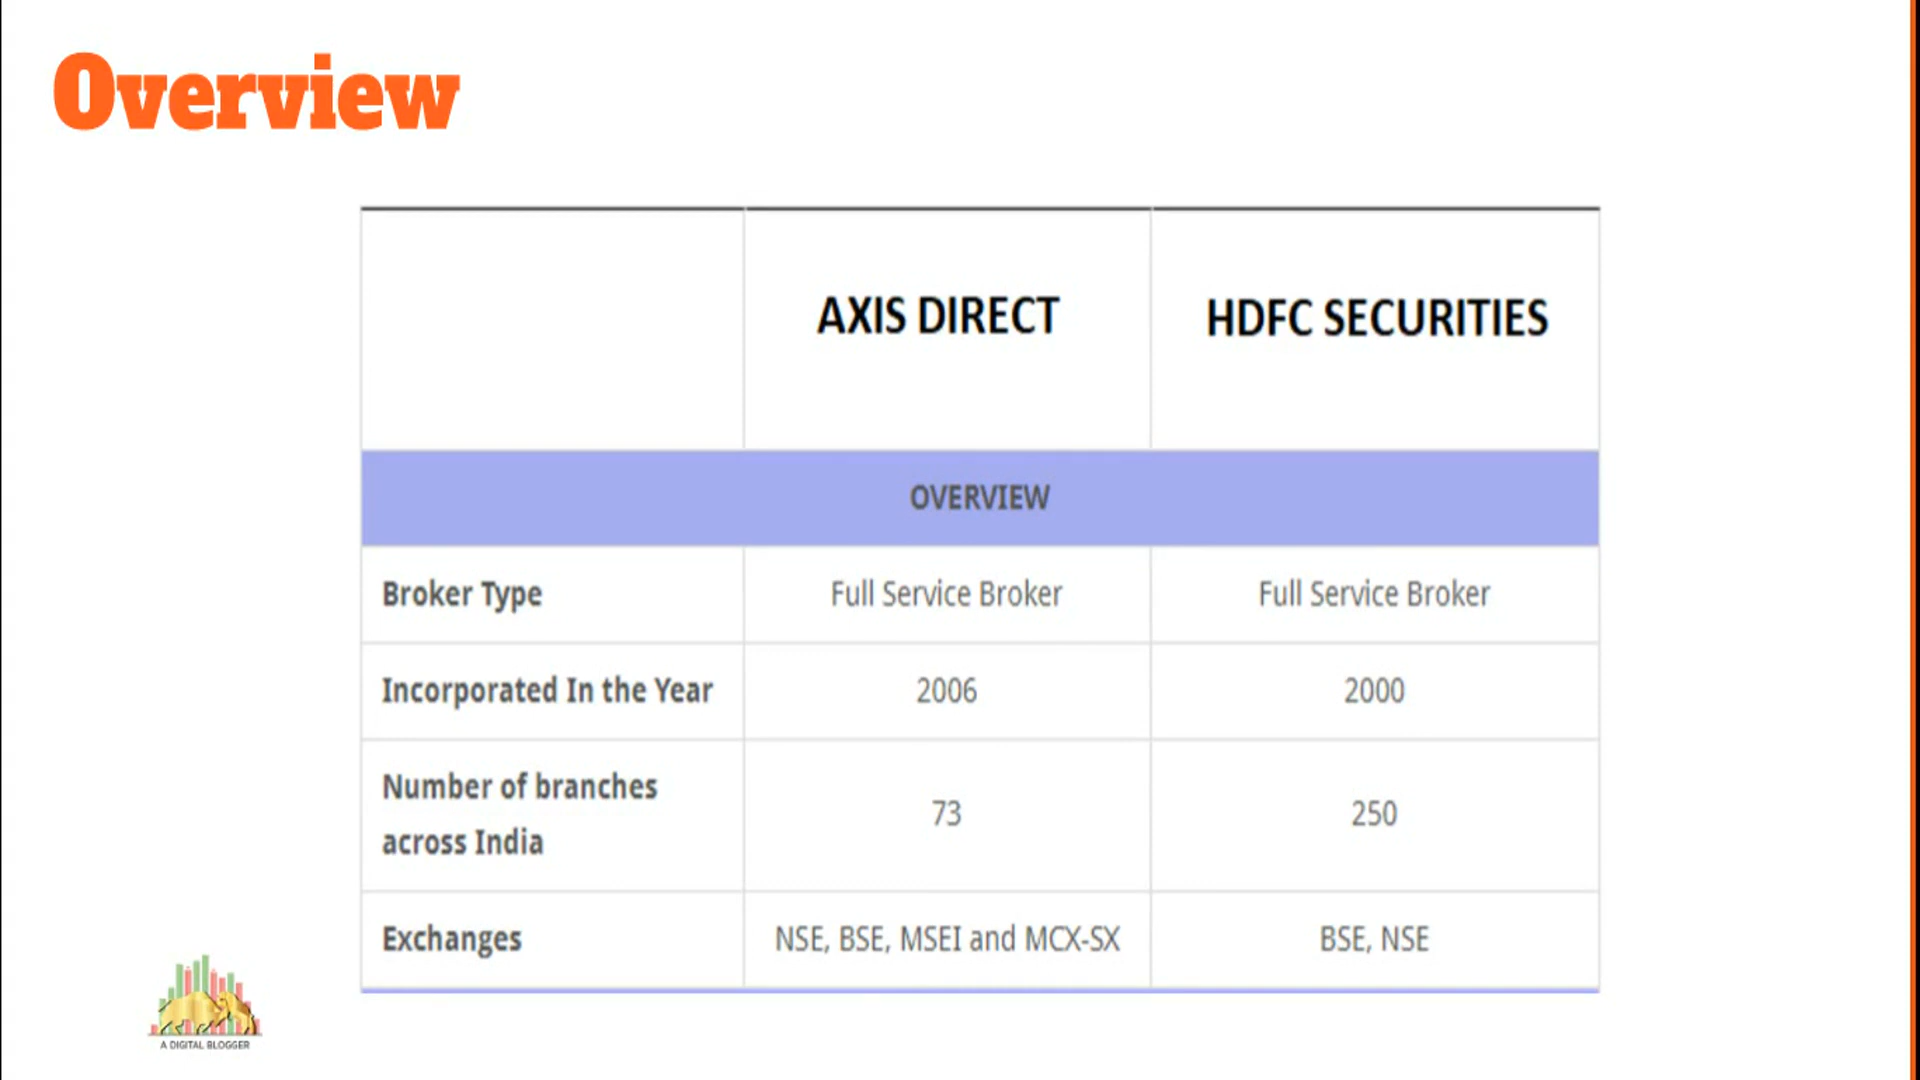 Overview
AXIS DIRECT HDFC SECURITIES
OVERVIEW
Broker Type Full Service Broker Full Service Broker
Incorporated In the Year 2006 2000
Number of branches
across India 73 250
Exchanges NSE, BSE, MSEI and MCX-SX BSE, NSE
A DIGITAL BLOGGER